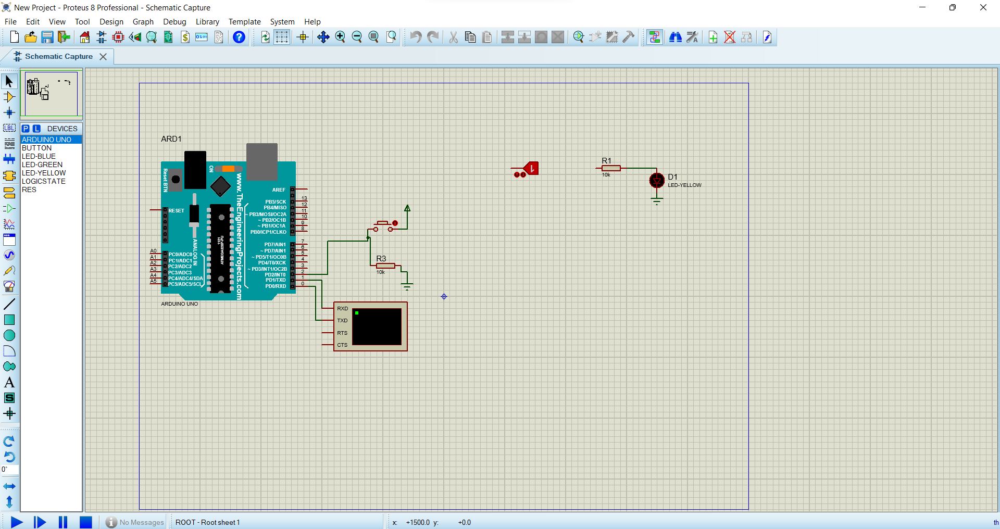 New Project - Proteus 8 Professional - Schematic Capture
File Edit View Tool Design Graph Debug Library Template System Help
Schematic Capture
P L DEVICES
ARDUINO UNO
BUTTON
LED-BLUE
LED-GREEN
LED-YELLOW
LOGICSTATE
RES
LBL
A
S
0°
ARD1
Reset BTN
ON
www.TheEngineeringProjects.com
RESET
ANALOG IN
1121
ATMEGA328P-PU
AREF
PB5/SCK 13
PB4/MISO 12
~ PB3/MOSI/OC2A 11
~ PB2/OC1B 10
~ PB1/OC1A 9
PB0/ICP1/CLKO 8
PD7/AIN1 7
~ PD7/AIN1 6
~ PD5/T1/OC0B 5
PD4/T0/XCK 4
~ PD3/INT1/OC2B 3
PD2/INT0 2
PD1/TXD 1
PD0/RXD 0
A0 PC0/ADC0
A1 PC1/ADC1
A2 PC2/ADC2
A3 PC3/ADC3
A4 PC4/ADC4/SDA
A5 PC5/ADC5/SCL
ARDUINO UNO
R3
10k
RXD
TXD
RTS
CTS
1
R1
10k
D1
LED-YELLOW
No Messages
ROOT - Root sheet 1
x: +1500.0 y: +0.0
th